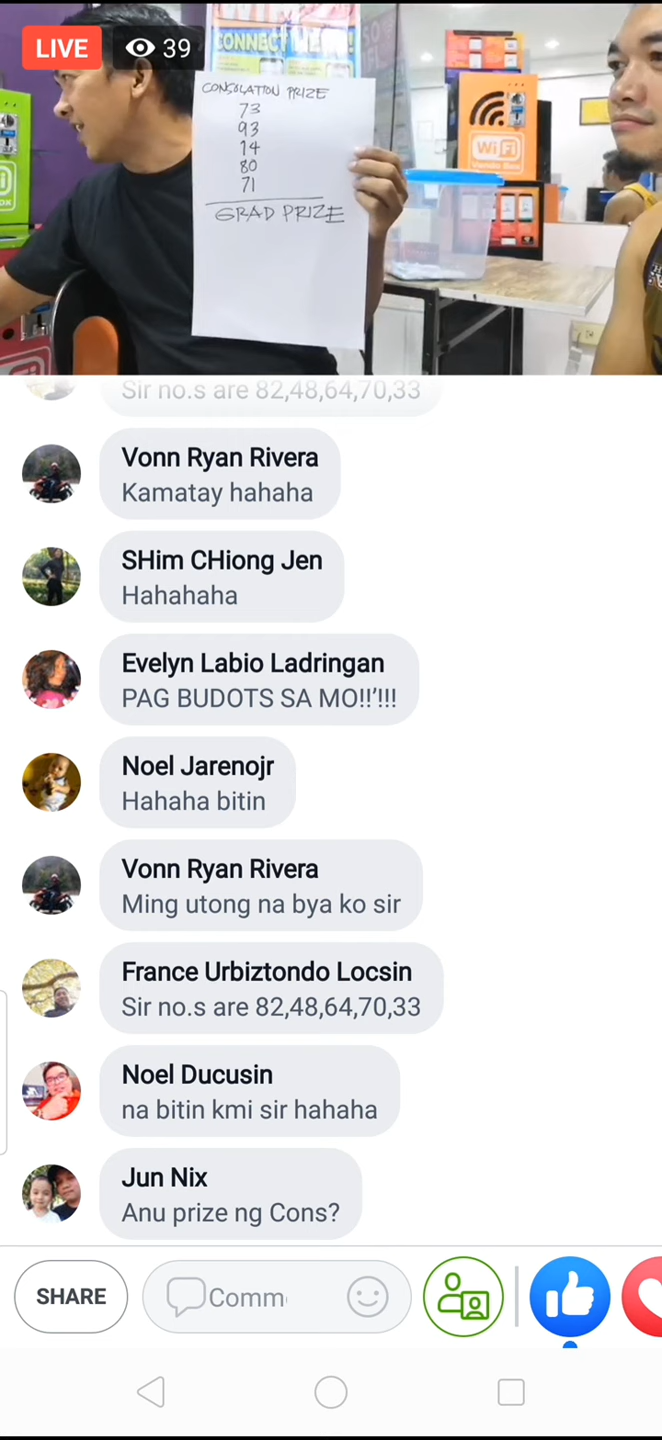 LIVE
39
CONNECT
CONSOLATION PRIZE
73
93
14
80
71
GRAD PRIZE
WiFi
Sir no.s are 82,48,64,70,33
Vonn Ryan Rivera
Kamatay hahaha
SHim CHiong Jen
Hahahaha
Evelyn Labio Ladringan
PAG BUDOTS SA MO!!'!!!
Noel Jarenojr
Hahaha bitin
Vonn Ryan Rivera
Ming utong na bya ko sir
France Urbiztondo Locsin
Sir no.s are 82,48,64,70,33
Noel Ducusin
na bitin kmi sir hahaha
Jun Nix
Anu prize ng Cons?
SHARE
Comm